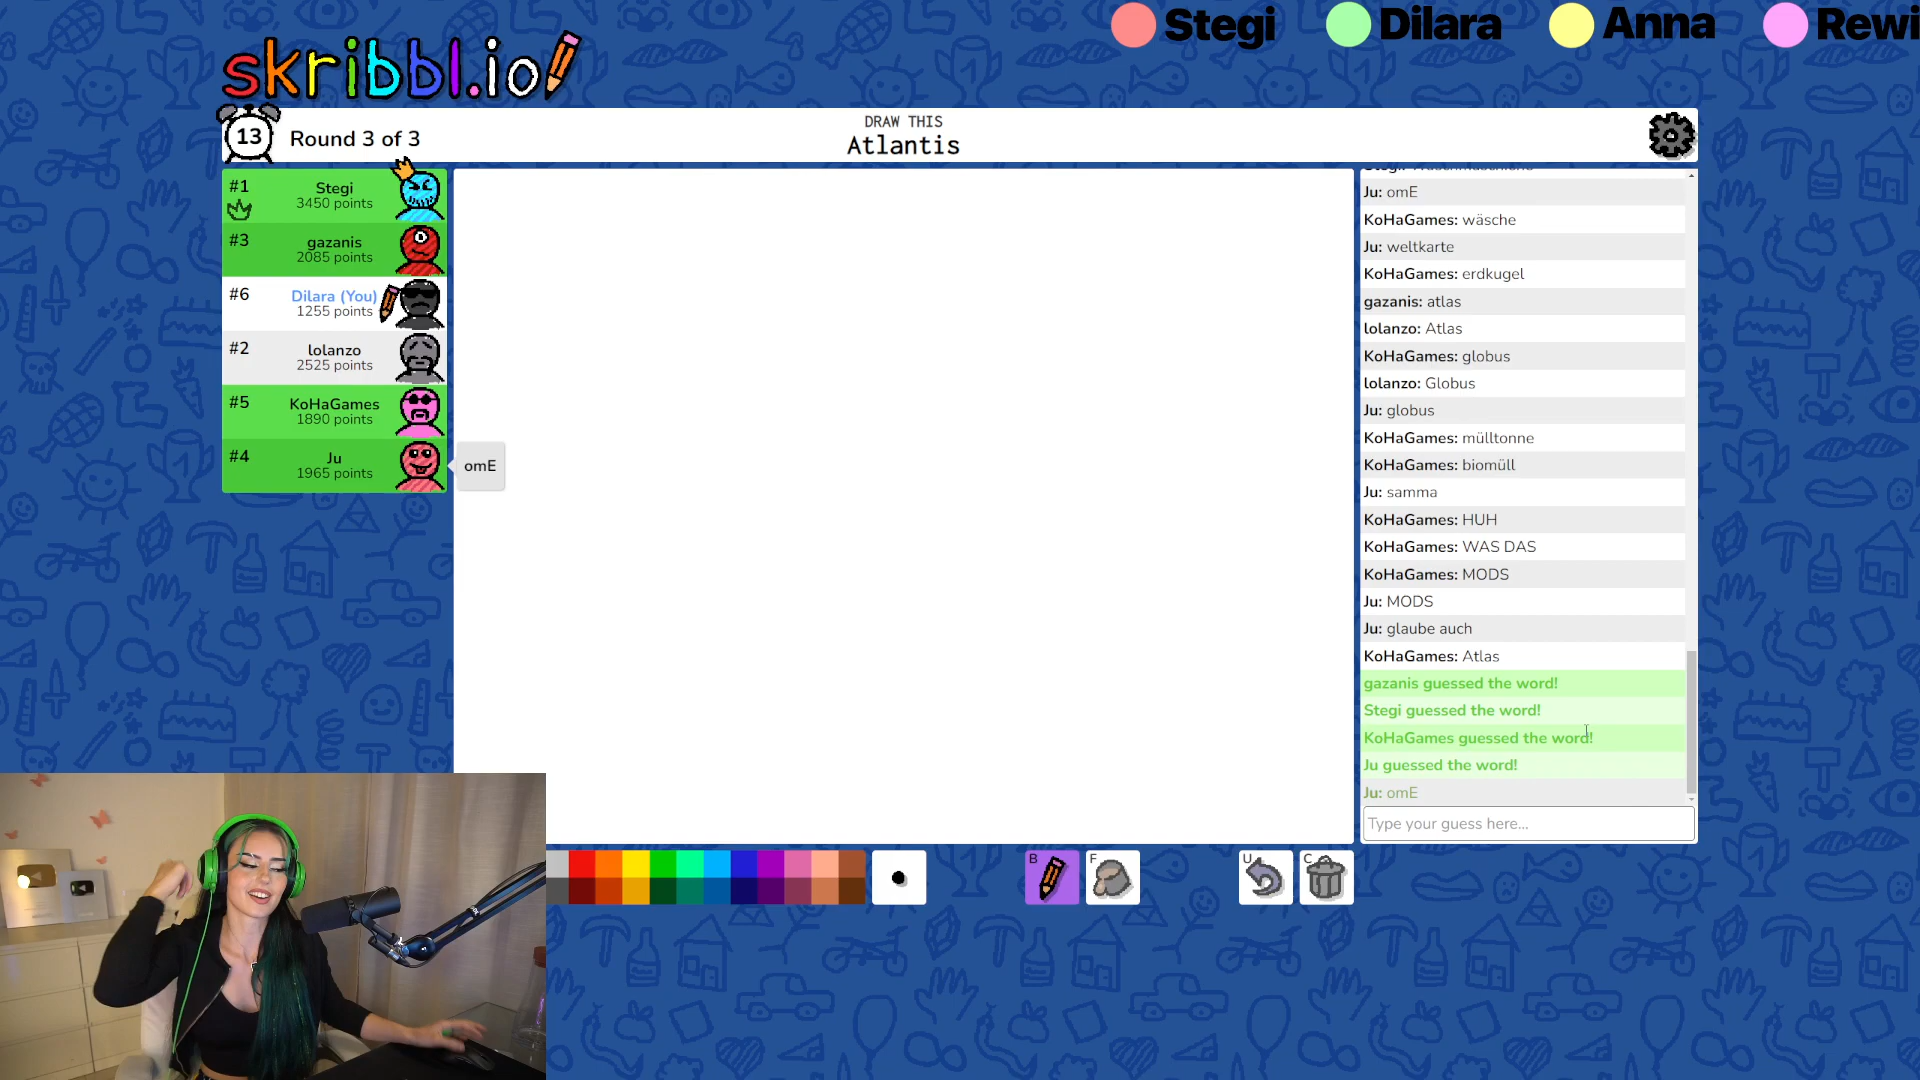 Stegi
Dilara
Anna
Rewi
skribbl.io
13
Round 3 of 3
DRAW THIS
Atlantis
#1
Stegi
3450 points
#3
gazanis
2085 points
#6
Dilara (You)
1255 points
#2
lolanzo
2525 points
#5
KoHaGames
1890 points
#4
Ju
1965 points
omE
Ju: omE
KoHaGames: wäsche
Ju: weltkarte
KoHaGames: erdkugel
gazanis: atlas
lolanzo: Atlas
KoHaGames: globus
lolanzo: Globus
Ju: globus
KoHaGames: mülltonne
KoHaGames: biomüll
Ju: samma
KoHaGames: HUH
KoHaGames: WAS DAS
KoHaGames: MODS
Ju: MODS
Ju: glaube auch
KoHaGames: Atlas
gazanis guessed the word!
Stegi guessed the word!
KoHaGames guessed the word!
Ju guessed the word!
Ju: omE
Type your guess here...
B
F
U
C